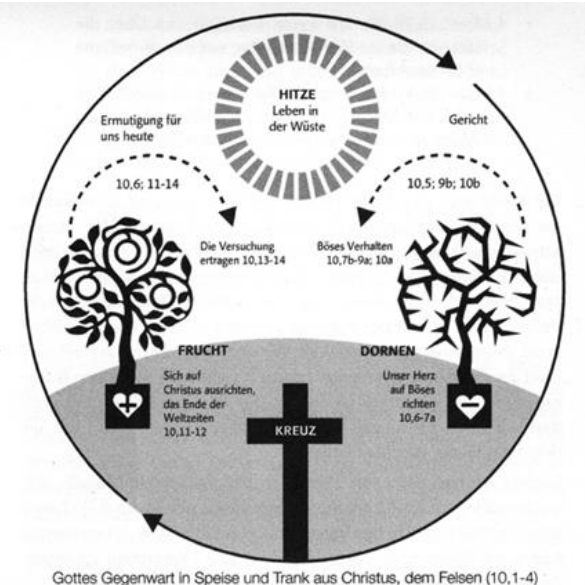 HITZE
Leben in
der Wüste
Ermutigung für
uns heute
Gericht
10,6; 11-14
10,5; 9b; 10b
Die Versuchung
ertragen 10,13-14
Böses Verhalten
10,7b-9a; 10a
FRUCHT
Sich auf
Christus ausrichten,
das Ende der
Weltzeiten
10,11-12
DORNEN
Unser Herz
auf Böses
richten
10,6-7a
KREUZ
Gottes Gegenwart in Speise und Trank aus Christus, dem Felsen (10,1-4)